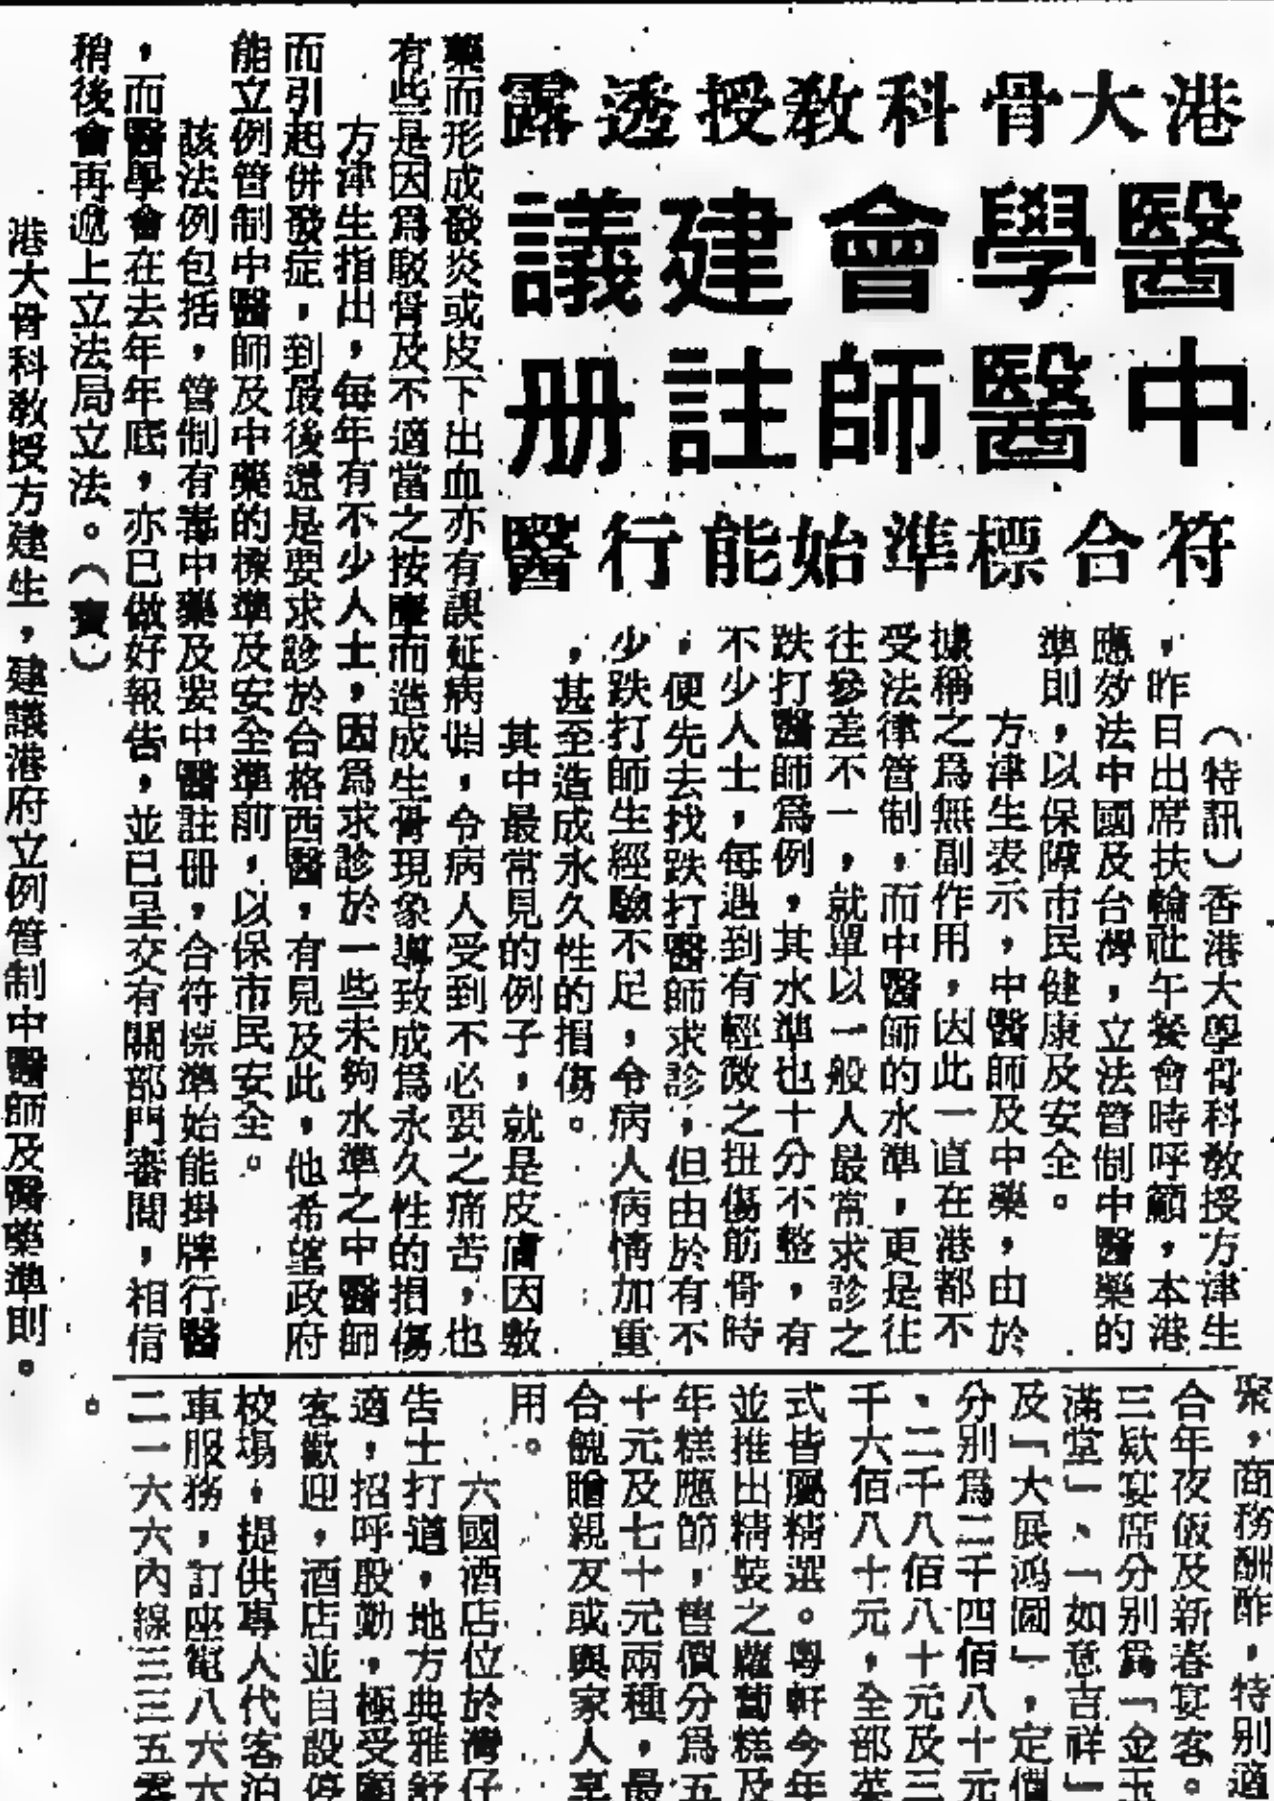 港大骨科教授透露
醫學會建議
中醫師註册
符合標準始能行醫
（特訊）香港大學骨科教授方津生
，昨日出席扶輪社午餐會時呼籲，本港
應效法中國及台灣，立法管制中醫藥的
準則，以保障市民健康及安全。
方津生表示，中醫師及中藥，由於
據稱之爲無副作用，因此一直在港都不
受法律管制，而中醫師的水準，更是往
往參差不一，就單以一般人最常求診之
跌打醫師爲例，其水準也十分不整，有
不少人士，每遇到有輕微之扭傷筋骨時
，便先去找跌打醫師求診，但由於有不
少跌打師生經驗不足，令病人病情加重
，甚至造成永久性的損傷。
其中最常見的例子，就是皮膚因敷
藥而形成發炎或皮下出血亦有誤延病，令病人受到不必要之痛苦，也
有些是因爲駁骨及不適當之按摩而造成生骨現象導致成爲永久性的損傷
方津生指出，每年有不少人士，因爲求診於一些未夠水準之中醫師
而引起併發症，到最後還是要求診於合格西醫，有見及此，他希望政府
能立例管制中醫師及中藥的標準及安全準前，以保市民安全。
該法例包括，管制有毒中藥及要中醫註册，合符標準始能掛牌行醫
，而醫學會在去年年底，亦已做好報告，並已呈交有關部門審閱，相信
稍後會再遞上立法局立法。（寶）
港大骨科教授方建生，建議港府立例管制中醫師及醫藥準則。
聚，商務酬酢，特别適
合年夜飯及新春宴客。
三欵宴席分别爲「金玉
滿堂」、「如意吉祥」
及「大展鴻圖」，定價
分别爲二千四佰八十元
、二千八佰八十元及三
千六佰八十元，全部菜
式皆屬精選。粤軒今年
並推出精裝之蘿蔔糕及
年糕應節，售價分爲五
十元及七十元兩種，最
合餽贈親友或與家人享
用。
六國酒店位於灣仔
告士打道，地方典雅舒
適，招呼殷勤，極受顧
客歡迎，酒店並自設停
校塲，提供專人代客泊
車服務，訂座電八六六
二一六六內線三三五零
。